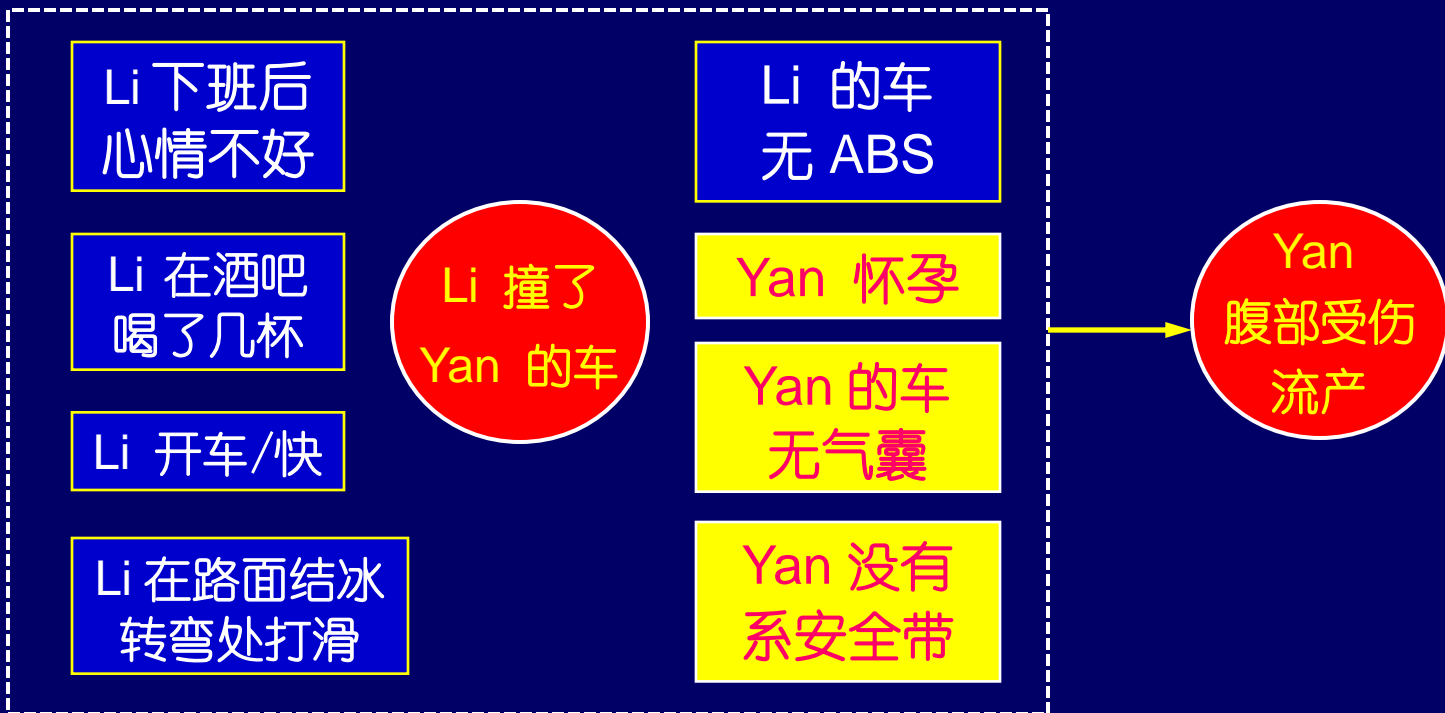 Li 下班后
心情不好
Li 在酒吧
喝了几杯
Li 开车/快
Li 在路面结冰
转弯处打滑
Li 撞了
Yan 的车
Li 的车
无 ABS
Yan 怀孕
Yan 的车
无气囊
Yan 没有
系安全带
Yan
腹部受伤
流产